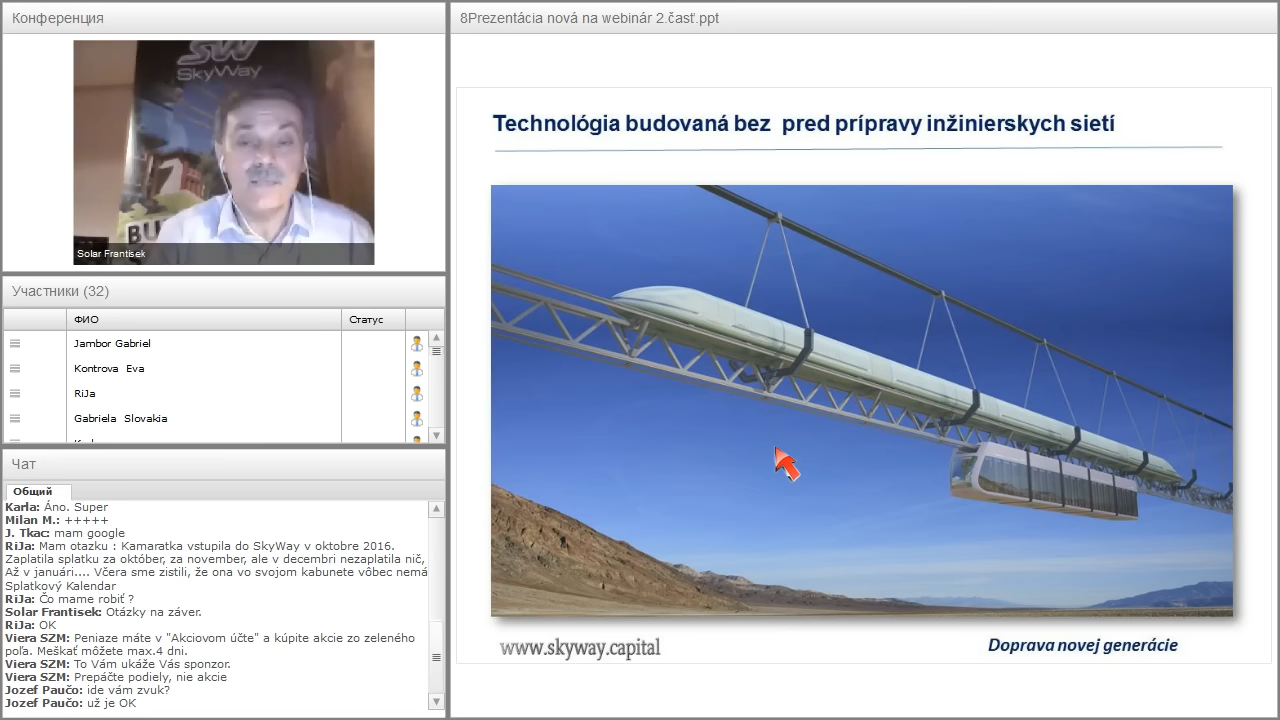 Конференция
SW
SkyWay
BU
Solar Frantisek
Участники (32)
ФИО Статус
Jambor Gabriel
Kontrova Eva
RiJa
Gabriela Slovakia
Чат
Общий
Karla: Áno. Super
Milan M.: +++++
J. Tkac: mam google
RiJa: Mam otazku : Kamaratka vstupila do SkyWay v oktobre 2016.
Zaplatila splatku za október, za november, ale v decembri nezaplatila nič,
Až v januári.... Včera sme zistili, že ona vo svojom kabunete vôbec nemá
Splatkový Kalendar
RiJa: Čo mame robiť ?
Solar Frantisek: Otázky na záver.
RiJa: OK
Viera SZM: Peniaze máte v "Akciovom účte" a kúpite akcie zo zeleného
poľa. Meškať môžete max.4 dni.
Viera SZM: To Vám ukáže Vás sponzor.
Viera SZM: Prepáčte podiely, nie akcie
Jozef Paučo: ide vám zvuk?
Jozef Paučo: už je OK
8Prezentácia nová na webinár 2.časť.ppt
Technológia budovaná bez pred prípravy inžinierskych sietí
www.skyway.capital
Doprava novej generácie